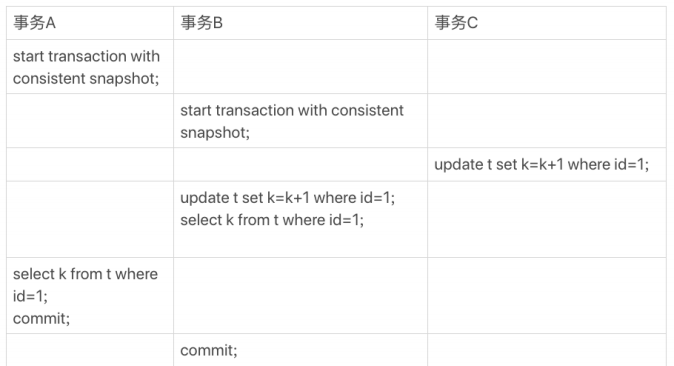 事务A 事务B 事务C
start transaction with
consistent snapshot;
start transaction with consistent
snapshot;
update t set k=k+1 where id=1;
update t set k=k+1 where id=1;
select k from t where id=1;
select k from t where
id=1;
commit;
commit;